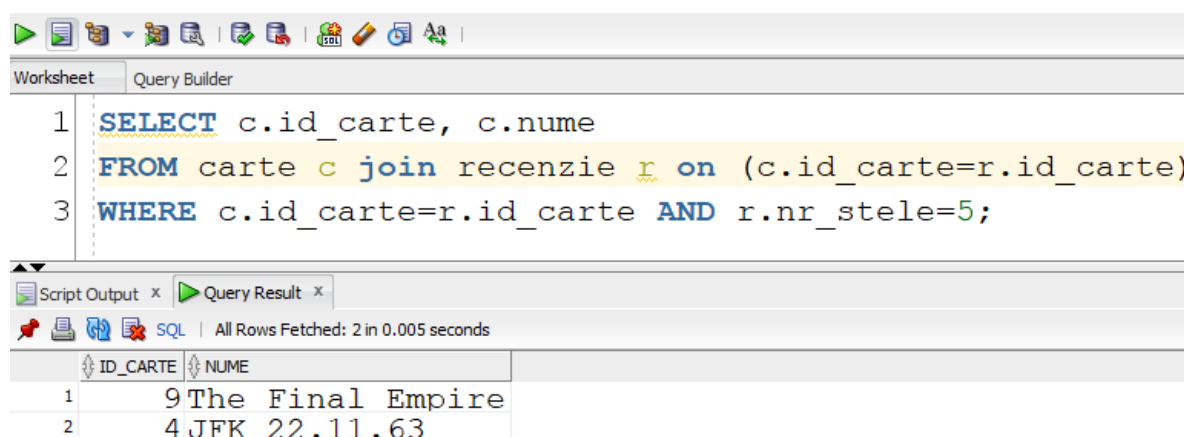 Worksheet Query Builder
1 SELECT c.id_carte, c.nume
2 FROM carte c join recenzie r on (c.id_carte=r.id_carte)
3 WHERE c.id_carte=r.id_carte AND r.nr_stele=5;
Script Output x Query Result x
SQL | All Rows Fetched: 2 in 0.005 seconds
ID_CARTE NUME
1 9 The Final Empire
2 4 JFK 22.11.63